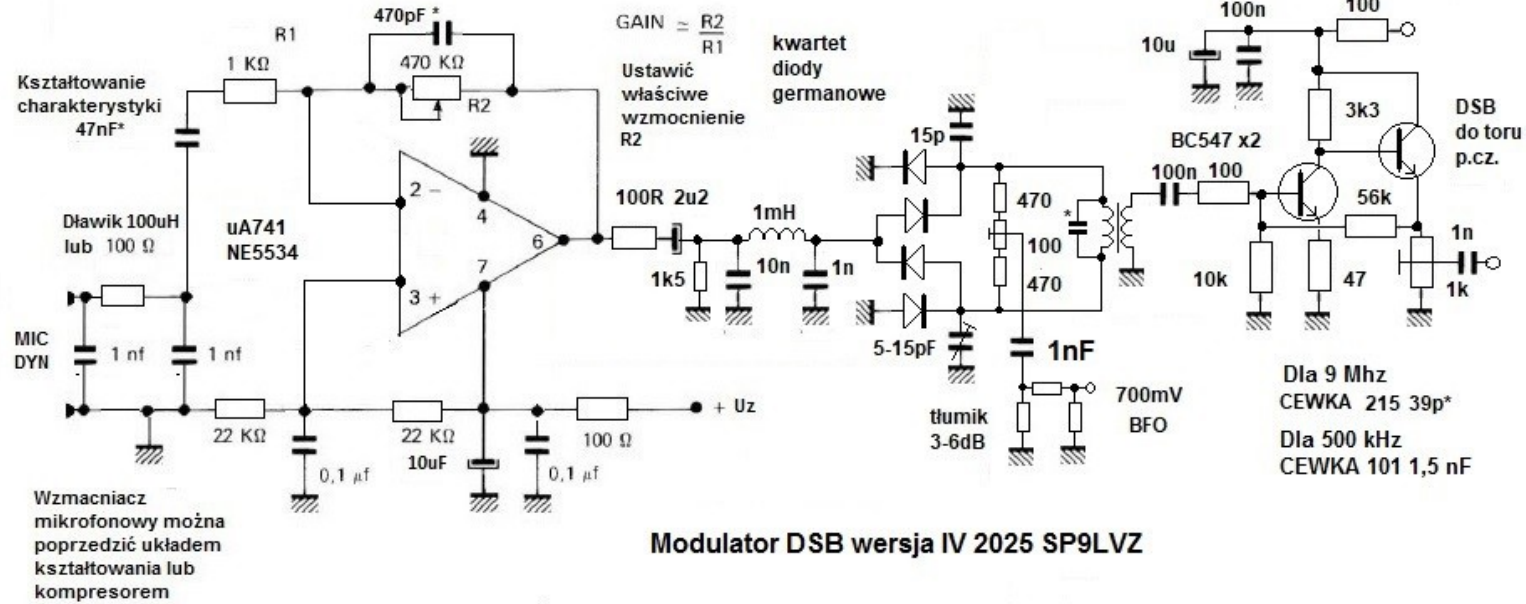 470pF *
R1
1 KΩ
470 KΩ
R2
Kształtowanie
charakterystyki
47nF*
GAIN ≃ R2
R1
Ustawić
właściwe
wzmocnienie
R2
kwartet
diody
germanowe
100n
100
10u
3k3
DSB
do toru
p.cz.
BC547 x2
100n 100
56k
10k
47
1n
1k
15p
470
100
470
*
5-15pF
1nF
Dławik 100uH
lub 100 Ω
uA741
NE5534
2 -
4
6
7
3 +
100R 2u2
1mH
1k5
10n
1n
MIC
DYN
1 nf
1 nf
22 KΩ
22 KΩ
10uF
0,1 µf
0,1 µf
100 Ω
+ Uz
tłumik
3-6dB
700mV
BFO
Dla 9 Mhz
CEWKA 215 39p*
Dla 500 kHz
CEWKA 101 1,5 nF
Wzmacniacz
mikrofonowy można
poprzedzić układem
kształtowania lub
kompresorem
Modulator DSB wersja IV 2025 SP9LVZ